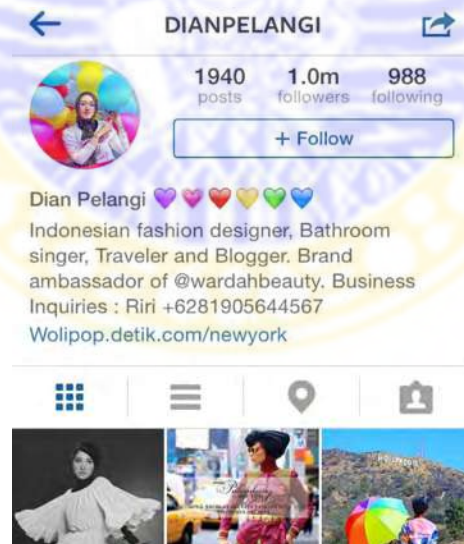 DIANPELANGI
1940 1.0m 988
posts followers following
+ Follow
Dian Pelangi 💜💗❤️💛💚💙
Indonesian fashion designer, Bathroom
singer, Traveler and Blogger. Brand
ambassador of @wardahbeauty. Business
Inquiries : Riri +6281905644567
Wolipop.detik.com/newyork